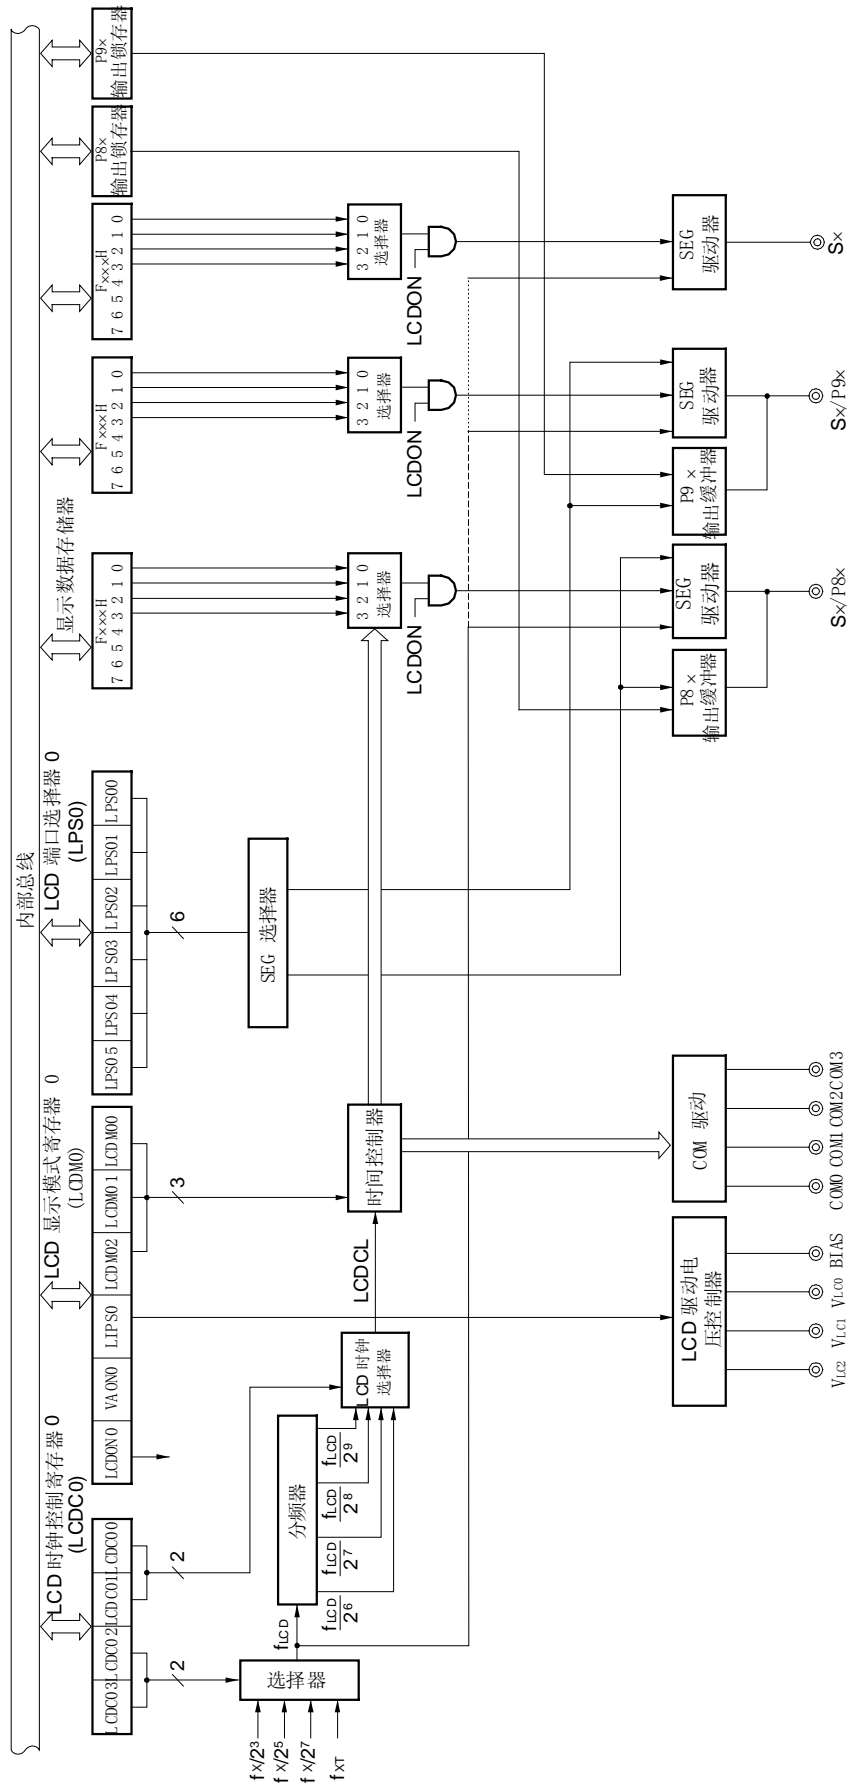 内部总线
LCD 时钟控制寄存器 0
(LCDC0)
LCD 显示模式寄存器 0
(LCDM0)
LCD 端口选择器 0
(LPS0)
显示数据存储器
LCDC03 LCDC02 LCDC01 LCDC00
LCDON0 VAON0 LIPS0 LCDM02 LCDM01 LCDM00
LPS05 LPS04 LPS03 LPS02 LPS01 LPS00
F×××H
7 6 5 4 3 2 1 0
F×××H
7 6 5 4 3 2 1 0
F×××H
7 6 5 4 3 2 1 0
P8×
输出锁存器
P9×
输出锁存器
2
2
3
6
fX/2³
fX/2⁵
fX/2⁷
fXT
选择器
fLCD
分频器
fLCD/2⁶
fLCD/2⁷
fLCD/2⁸
fLCD/2⁹
LCD 时钟
选择器
LCDCL
时间控制器
SEG 选择器
3 2 1 0
选择器
3 2 1 0
选择器
3 2 1 0
选择器
LCDON
LCDON
LCDON
LCD 驱动电
压控制器
COM 驱动
P8×
输出缓冲器
SEG
驱动器
P9×
输出缓冲器
SEG
驱动器
SEG
驱动器
VLC2 VLC1 VLC0 BIAS
COM0 COM1 COM2 COM3
Sx/P8x
Sx/P9x
Sx